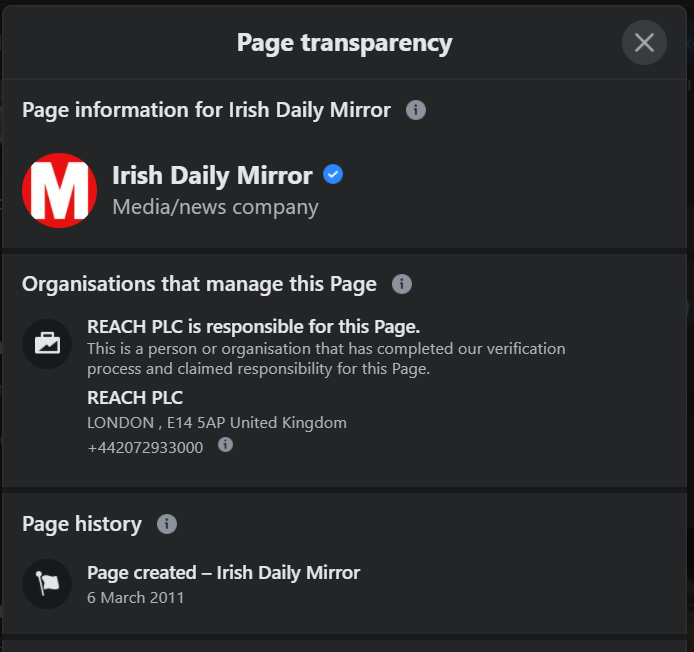 Page transparency
Page information for Irish Daily Mirror
M
Irish Daily Mirror
Media/news company
Organisations that manage this Page
REACH PLC is responsible for this Page.
This is a person or organisation that has completed our verification
process and claimed responsibility for this Page.
REACH PLC
LONDON , E14 5AP United Kingdom
+442072933000
Page history
Page created – Irish Daily Mirror
6 March 2011